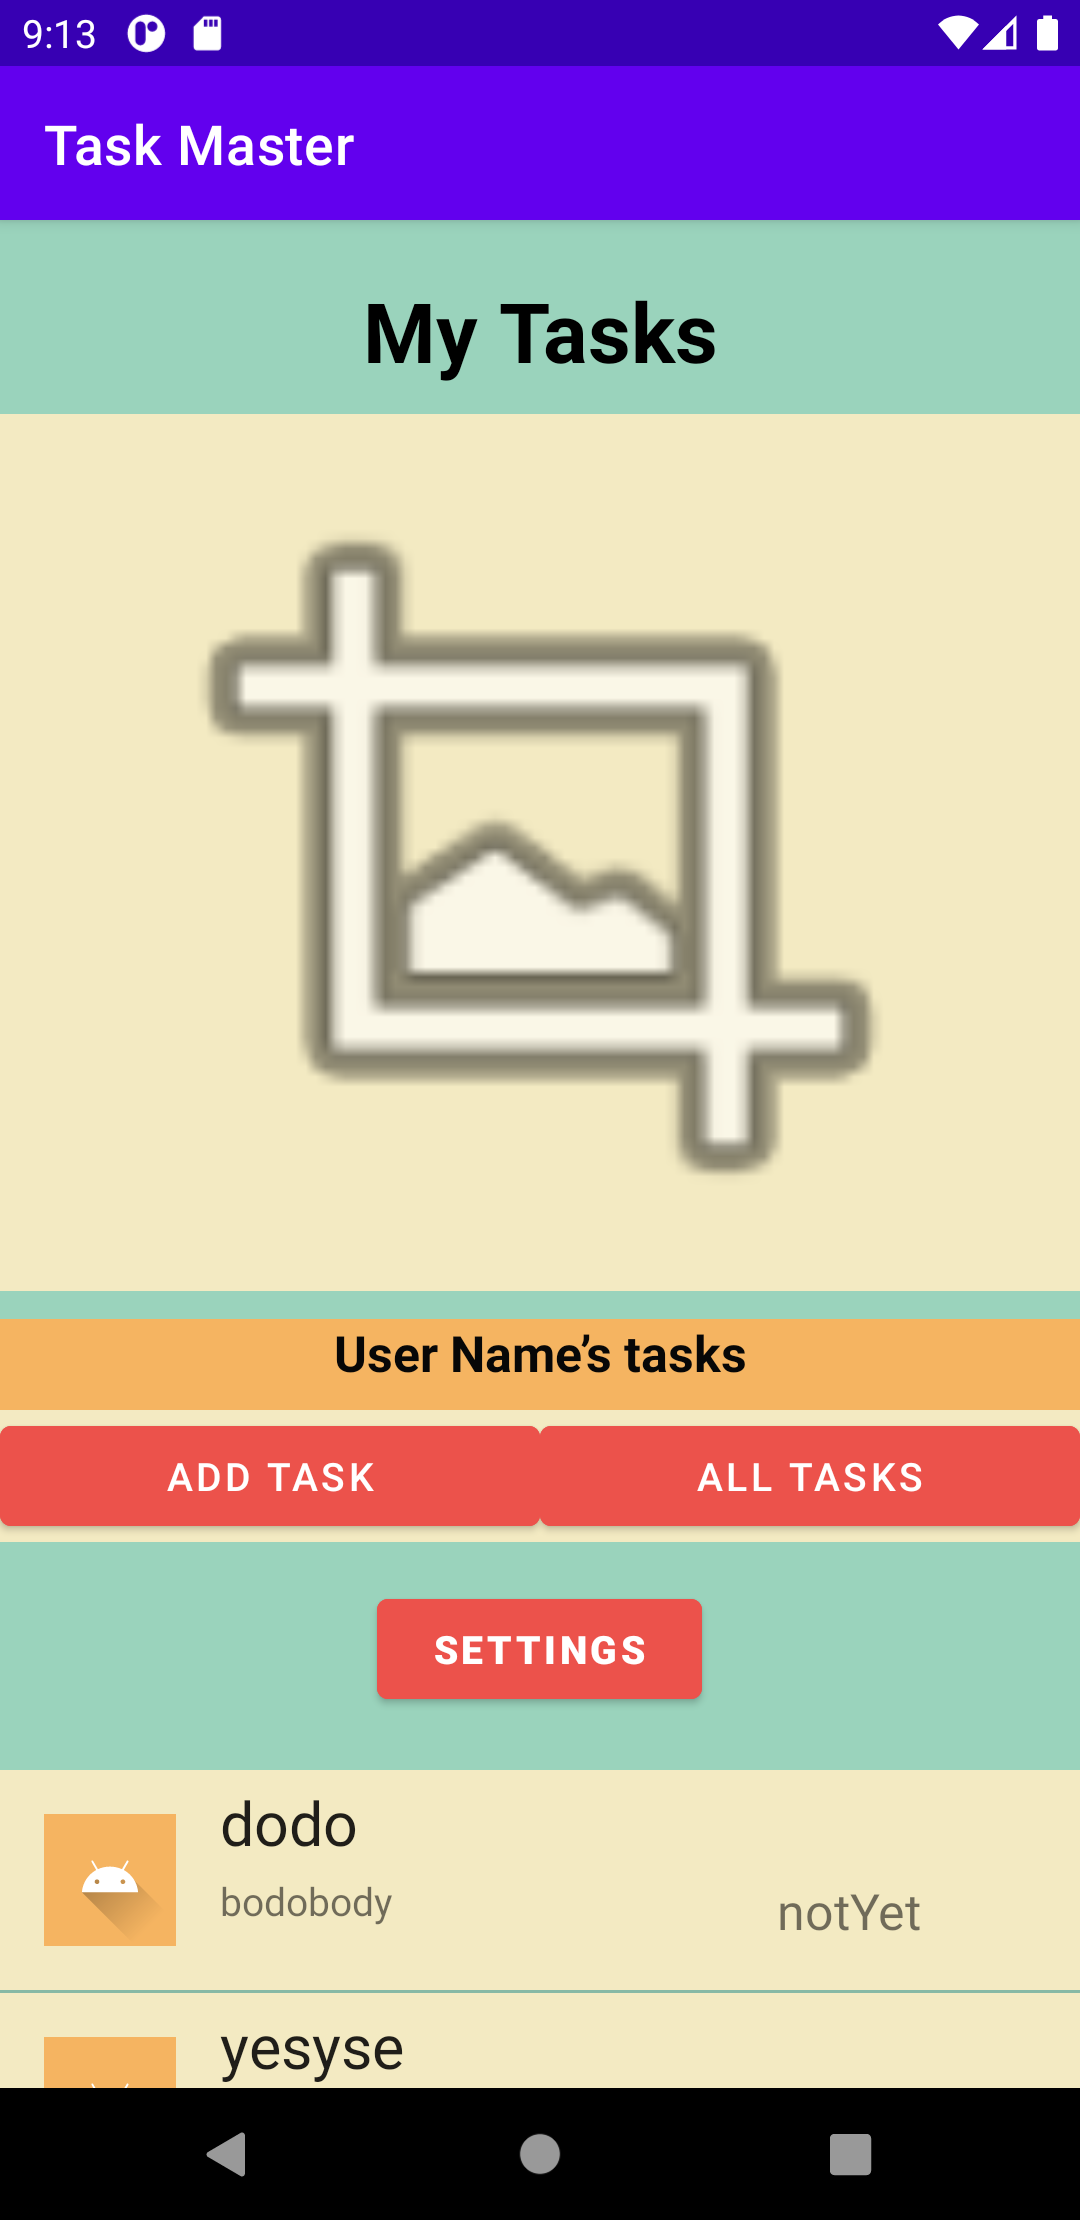 9:13
Task Master
My Tasks
User Name’s tasks
ADD TASK
ALL TASKS
SETTINGS
dodo
bodobody
notYet
yesyse